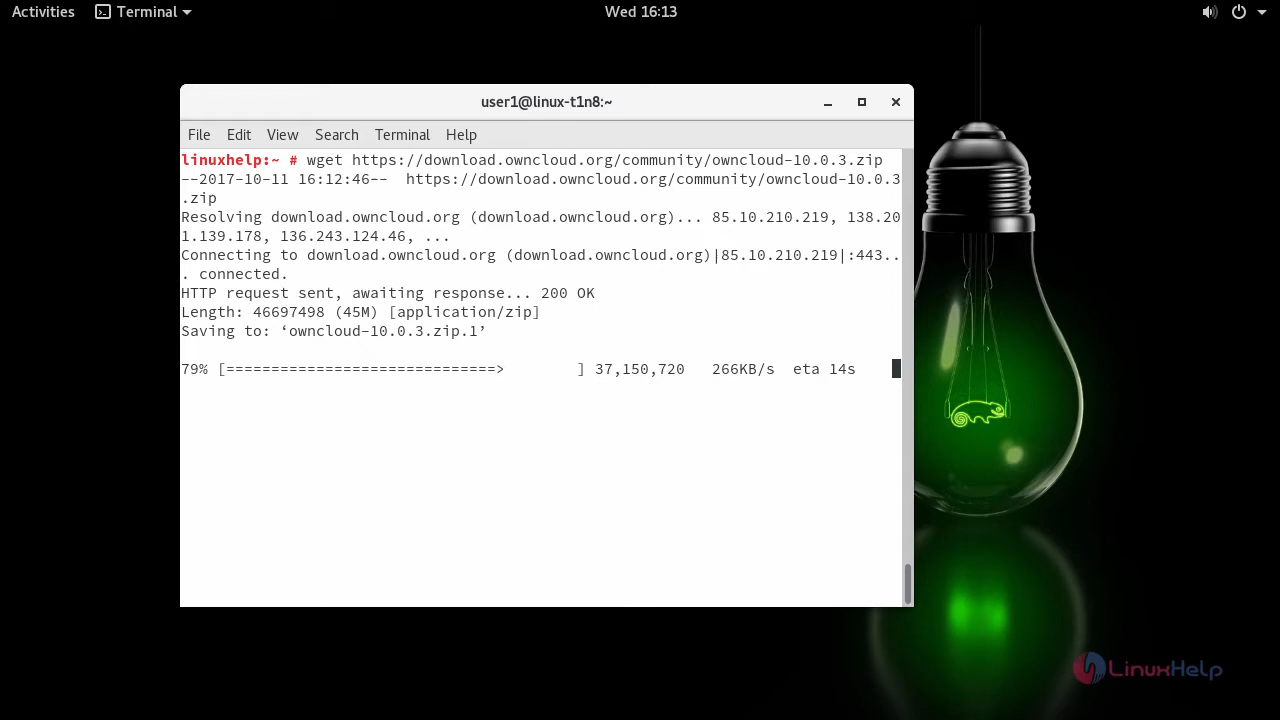 Activities Terminal Wed 16:13
user1@linux-t1n8:~
File Edit View Search Terminal Help
linuxhelp:~ # wget https://download.owncloud.org/community/owncloud-10.0.3.zip
--2017-10-11 16:12:46--  https://download.owncloud.org/community/owncloud-10.0.3
.zip
Resolving download.owncloud.org (download.owncloud.org)... 85.10.210.219, 138.20
1.139.178, 136.243.124.46, ...
Connecting to download.owncloud.org (download.owncloud.org)|85.10.210.219|:443..
. connected.
HTTP request sent, awaiting response... 200 OK
Length: 46697498 (45M) [application/zip]
Saving to: ‘owncloud-10.0.3.zip.1’
79% [==============================>        ] 37,150,720   266KB/s  eta 14s
LinuxHelp